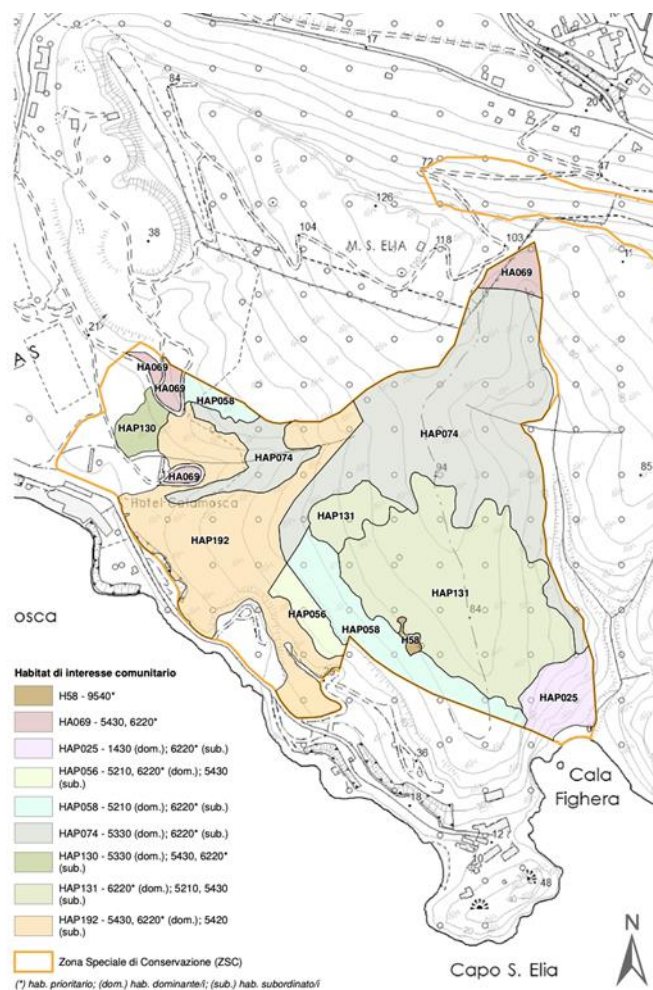 17
84
20
72
47
126
38
104
M. S. ELIA
118
103
11
HA069
21
AS
HA069
HA069
HAP058
HAP130
HAP074
HAP074
94
85
HA069
Hotel Calamosca
HAP131
HAP192
HAP131
HAP056
84
osca
HAP058
H58
HAP025
Habitat di interesse comunitario
H58 - 9540*
HA069 - 5430, 6220*
HAP025 - 1430 (dom.); 6220* (sub.)
HAP056 - 5210, 6220* (dom.); 5430
(sub.)
HAP058 - 5210 (dom.); 6220* (sub.)
HAP074 - 5330 (dom.); 6220* (sub.)
HAP130 - 5330 (dom.); 5430, 6220*
(sub.)
HAP131 - 6220* (dom.); 5210, 5430
(sub.)
HAP192 - 5430, 6220* (dom.); 5420
(sub.)
Zona Speciale di Conservazione (ZSC)
(*) hab. prioritario; (dom.) hab. dominante/i; (sub.) hab. subordinato/i
36
Cala
Fighera
18
12
48
N
Capo S. Elia